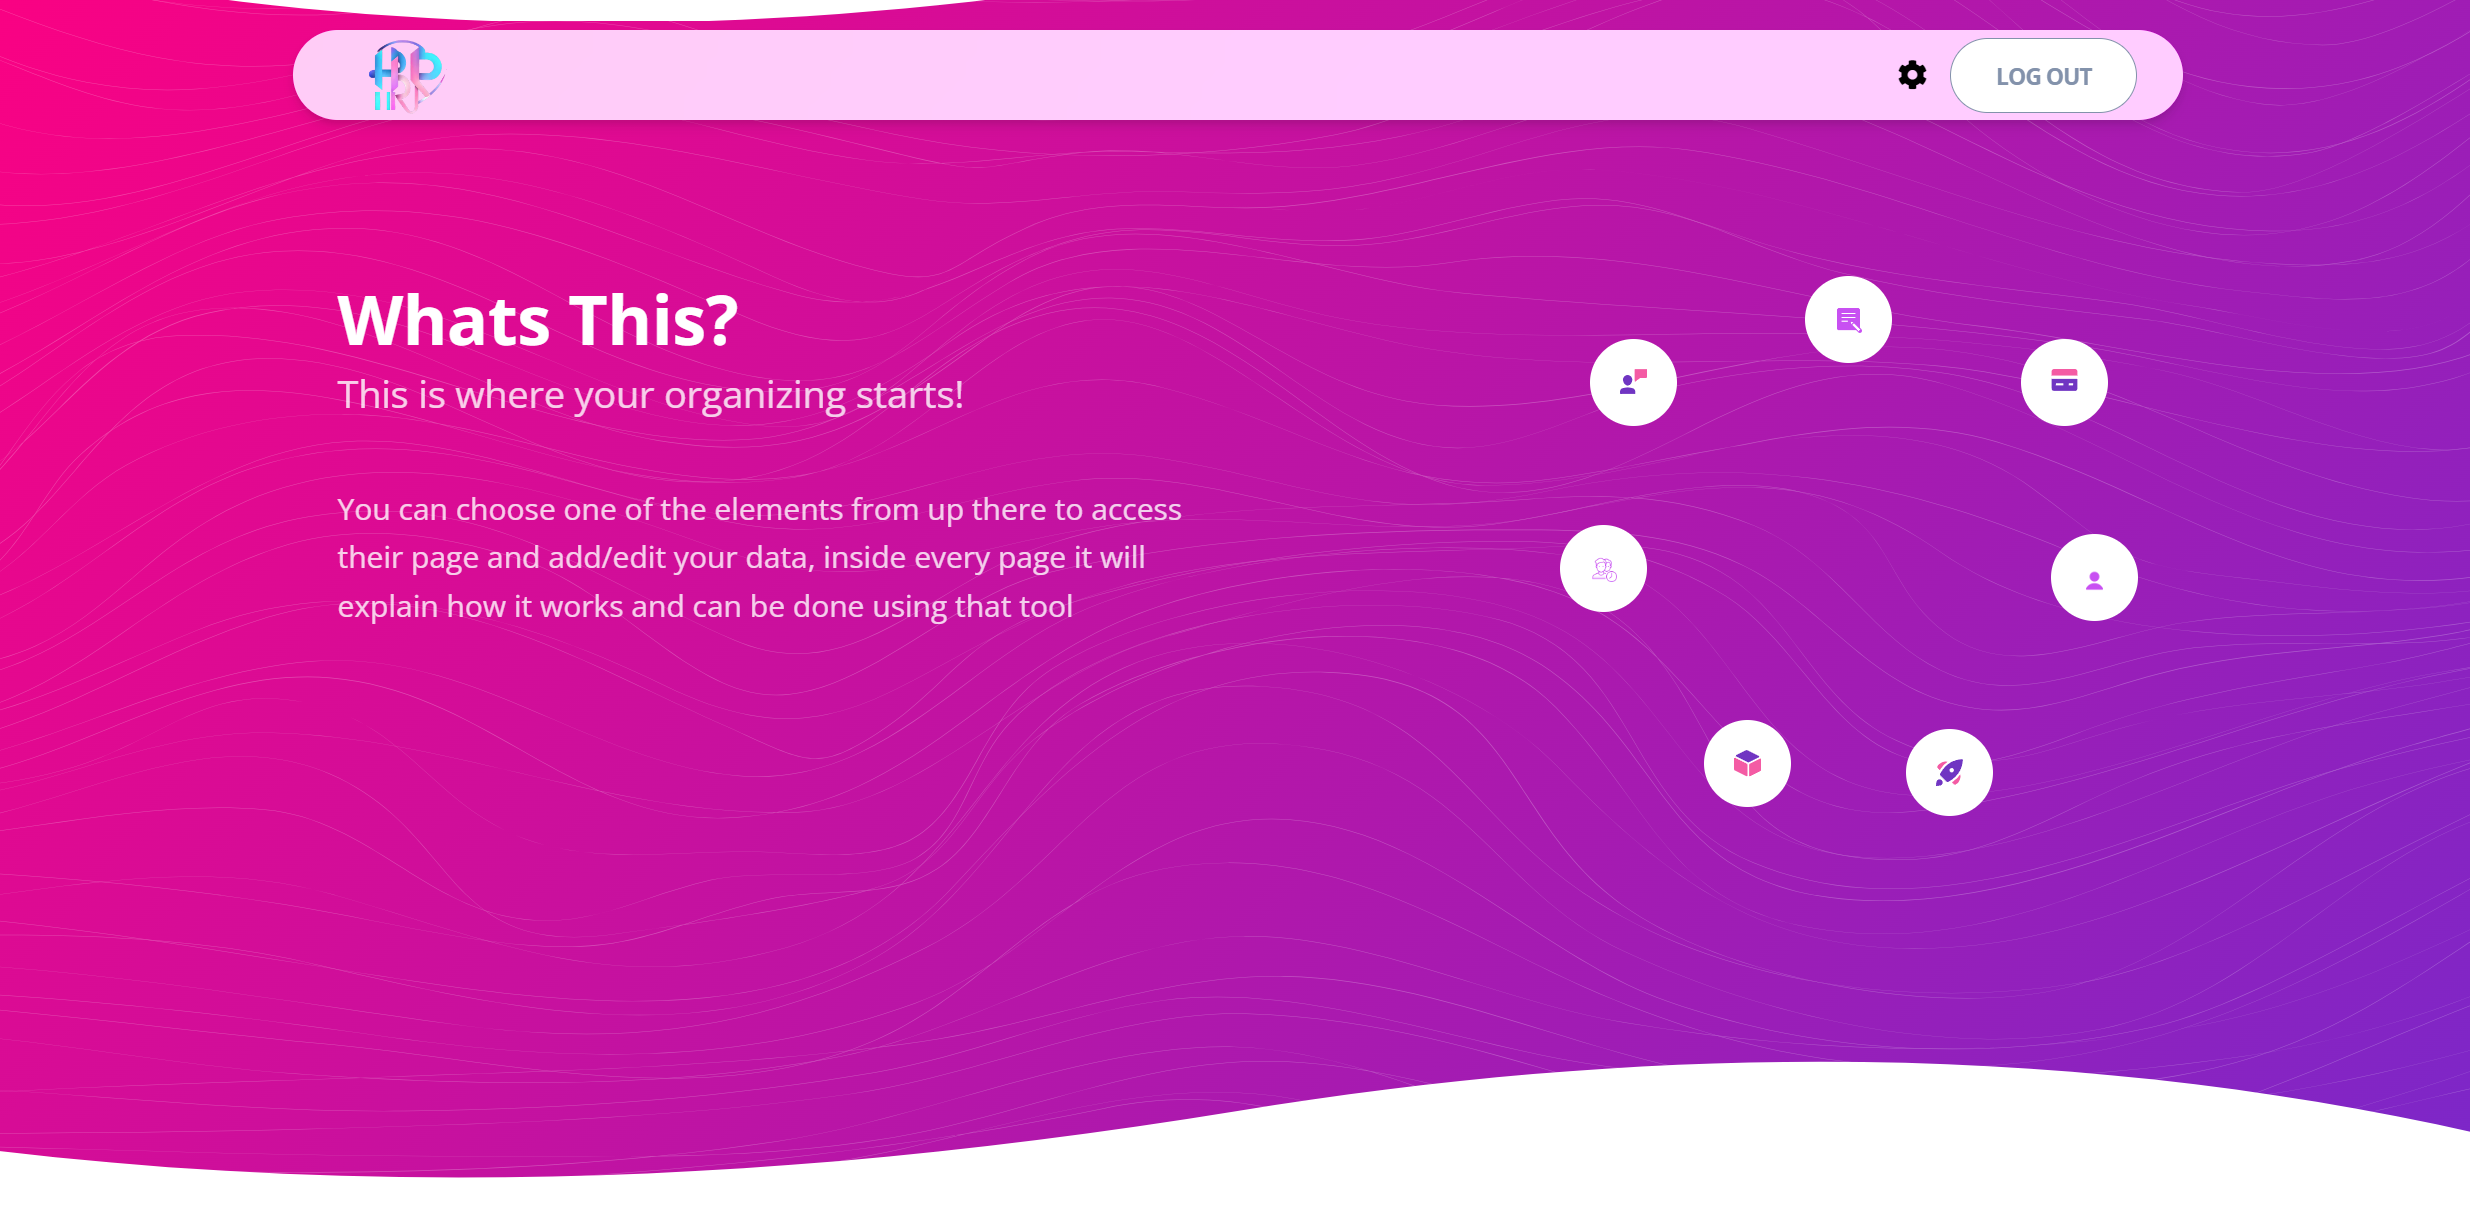 LOG OUT
Whats This?
This is where your organizing starts!
You can choose one of the elements from up there to access
their page and add/edit your data, inside every page it will
explain how it works and can be done using that tool